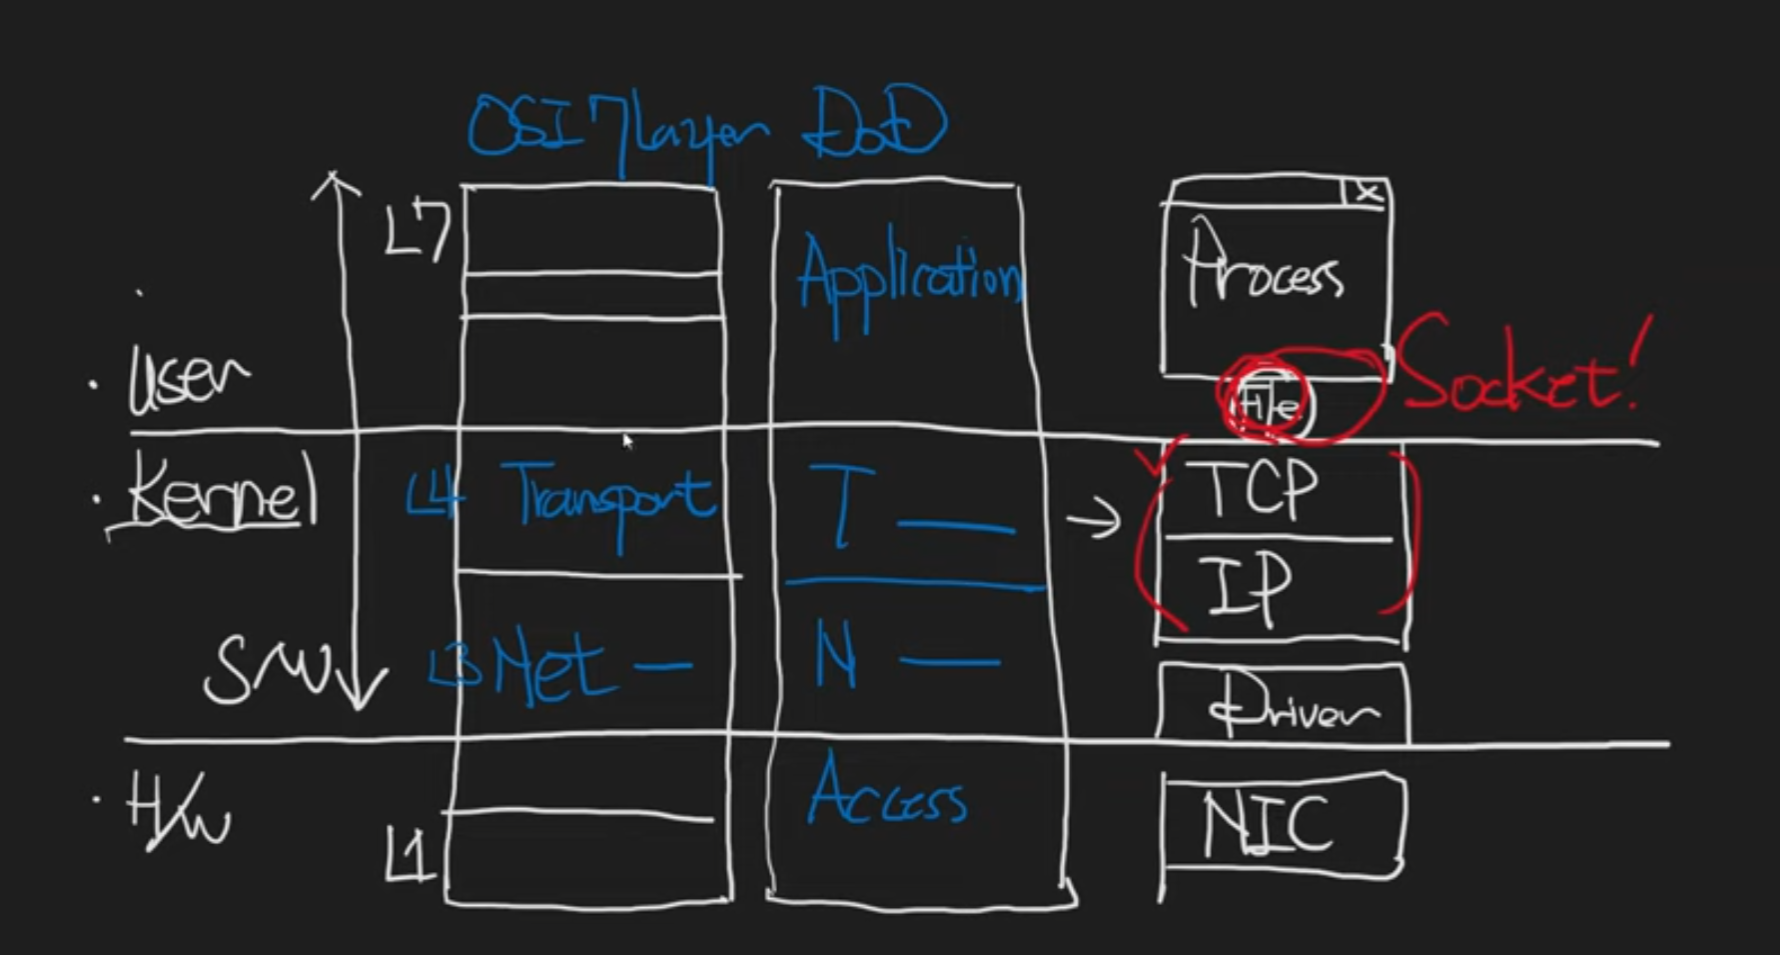 OSI 7 layer DoD
L7
Application
X
Process
User
File
Socket!
Kernel
L4 Transport
T
TCP
IP
S/W
L3 Net
N
Driver
H/W
Access
NIC
L1